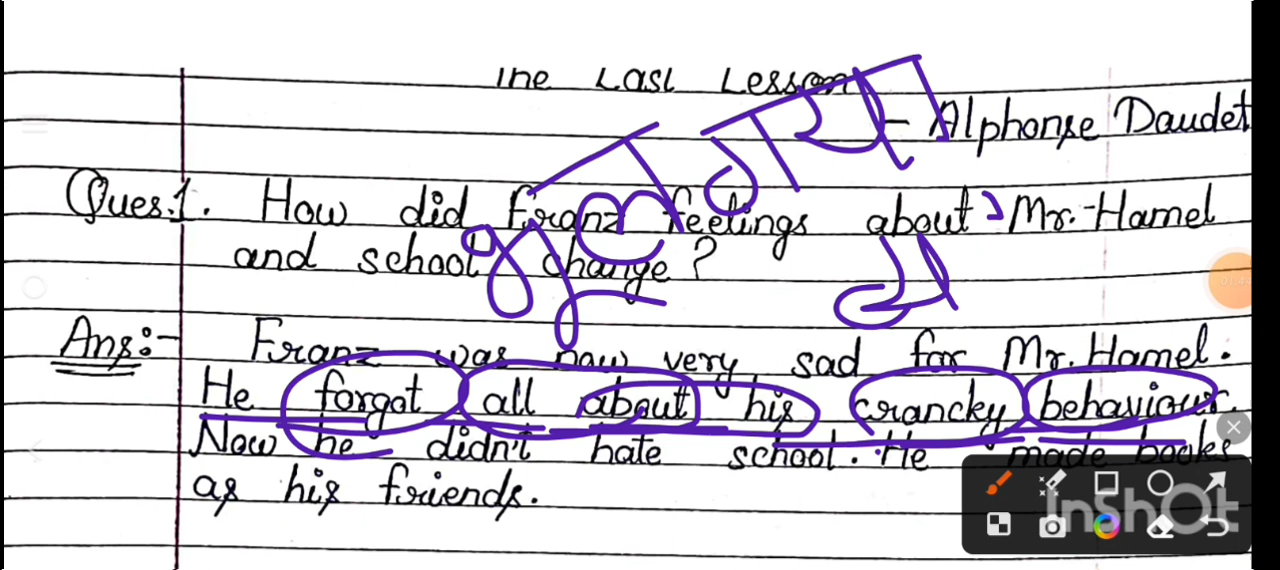 The Last Lesson
- Alphonse Daudet
Ques:1. How did Franz feelings about Mr. Hamel
and school change?
Ans:- Franz was now very sad for Mr. Hamel.
He forgot all about his crancky behaviour.
Now he didn't hate school. He made books
as his friends.
InShOt